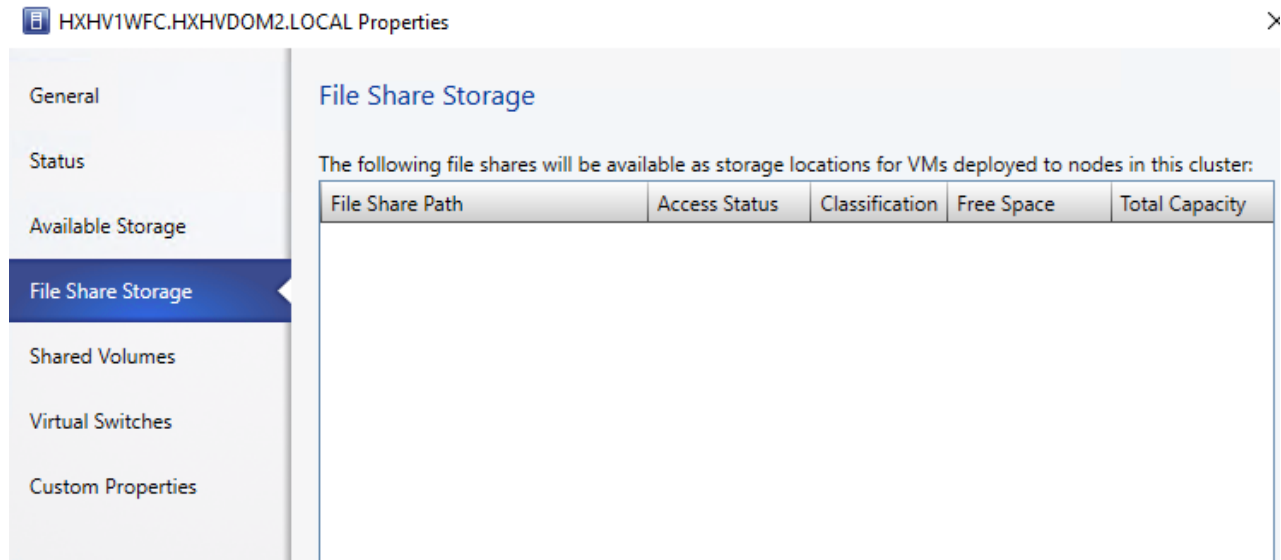 HXHV1WFC.HXHVDOM2.LOCAL Properties
General
Status
Available Storage
File Share Storage
Shared Volumes
Virtual Switches
Custom Properties
File Share Storage
The following file shares will be available as storage locations for VMs deployed to nodes in this cluster:
File Share Path Access Status Classification Free Space Total Capacity